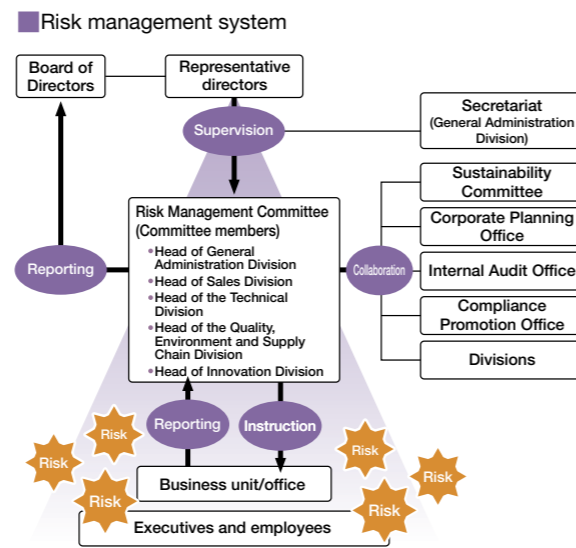 Risk management system
Board of
Directors
Representative
directors
Supervision
Secretariat
(General Administration
Division)
Risk Management Committee
(Committee members)
•Head of General
Administration Division
•Head of Sales Division
•Head of the Technical
Division
•Head of the Quality,
Environment and Supply
Chain Division
•Head of Innovation Division
Reporting
Collaboration
Sustainability
Committee
Corporate Planning
Office
Internal Audit Office
Compliance
Promotion Office
Divisions
Reporting
Instruction
Risk
Risk
Risk
Risk
Risk
Risk
Business unit/office
Executives and employees